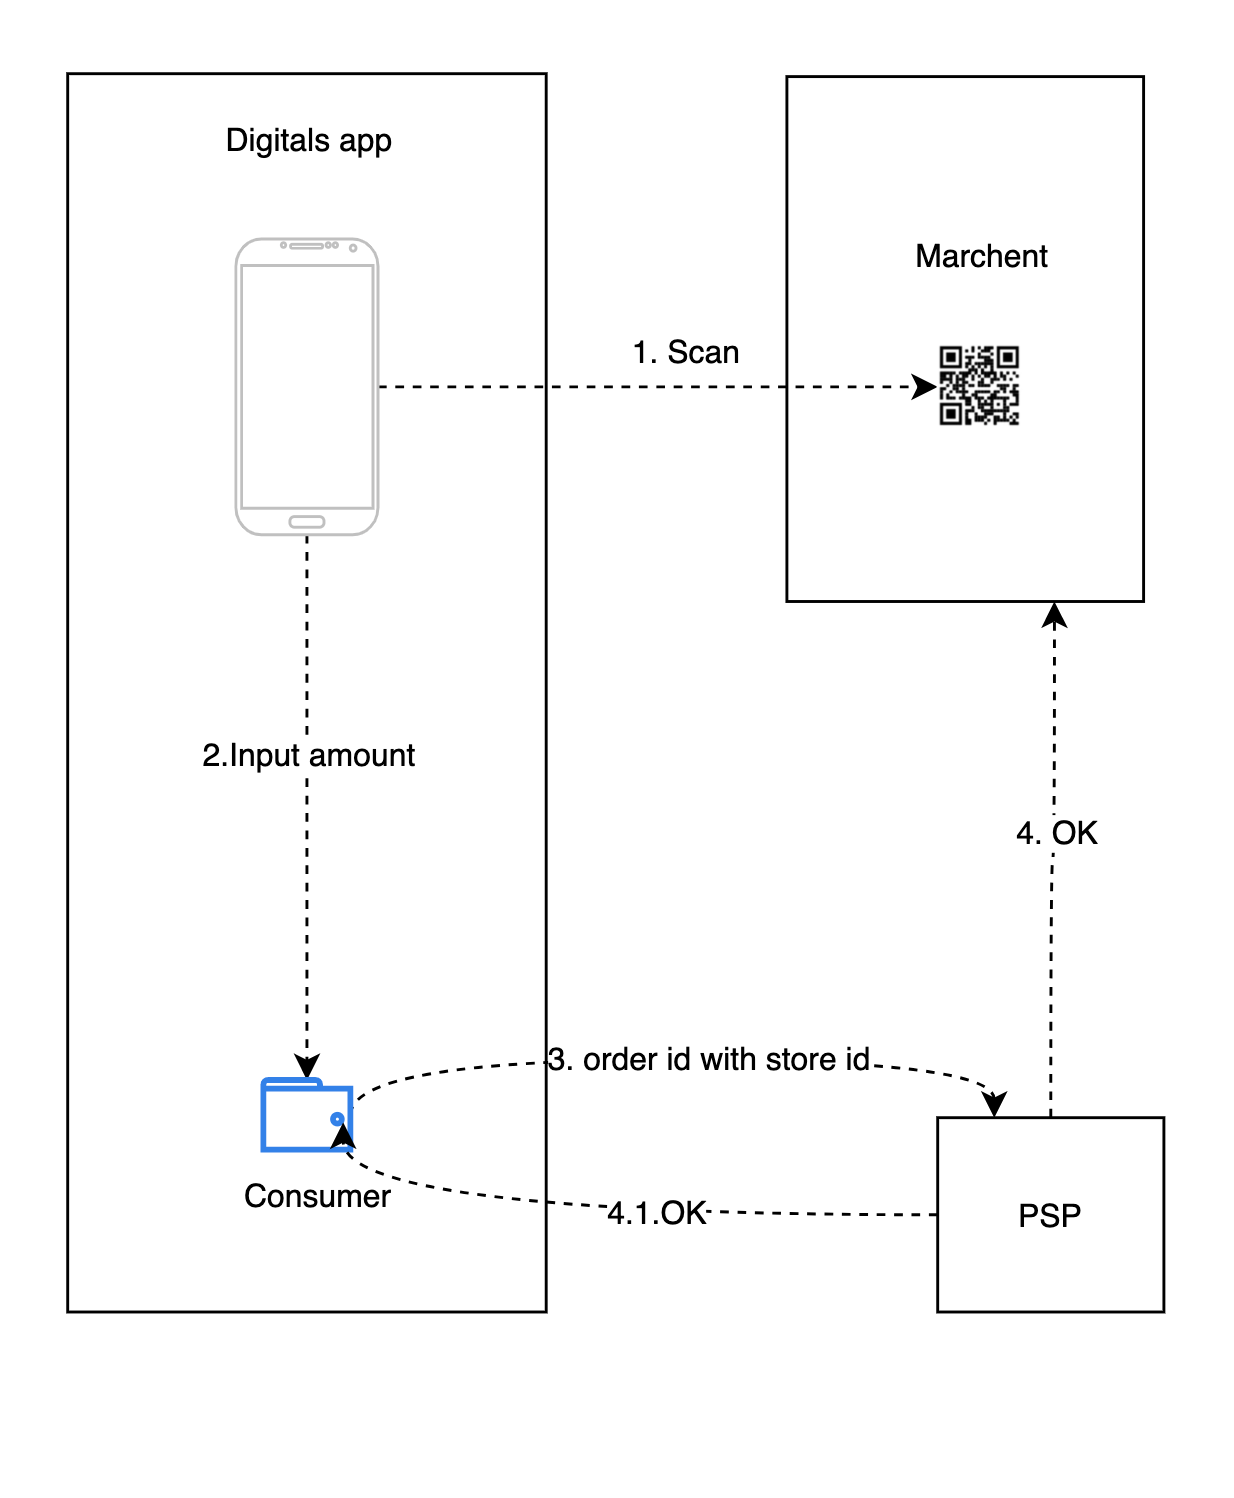 Digitals app
Marchent
1. Scan
2.Input amount
4. OK
3. order id with store id
Consumer
4.1.OK
PSP